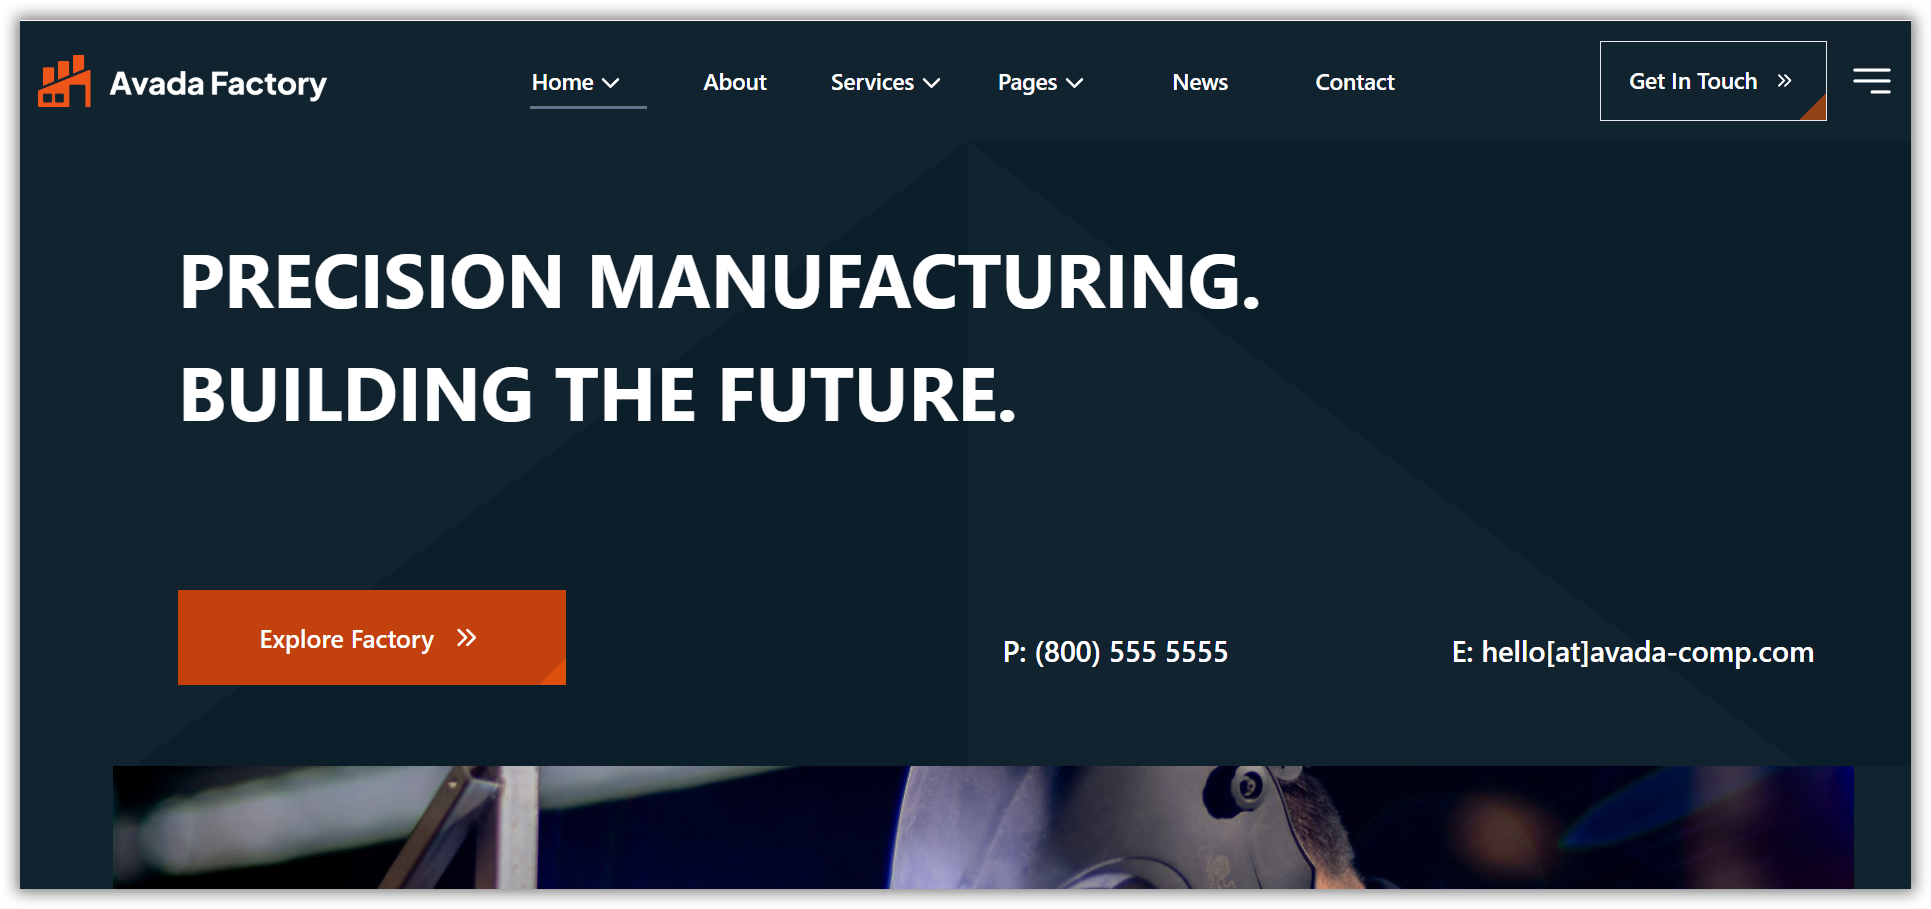 Avada Factory
Home
About
Services
Pages
News
Contact
Get In Touch
PRECISION MANUFACTURING.
BUILDING THE FUTURE.
Explore Factory
P: (800) 555 5555
E: hello[at]avada-comp.com